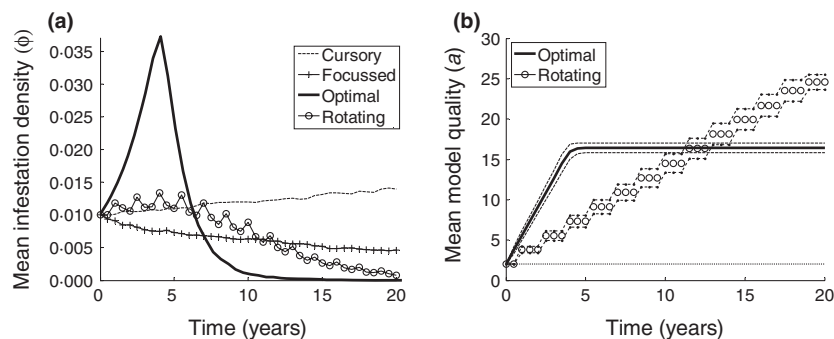 (a)
Mean infestation density (ϕ)
0·035
0·030
0·025
0·020
0·015
0·010
0·005
0·000
0 5 10 15 20
Time (years)
Cursory
Focussed
Optimal
Rotating
(b)
Mean model quality (a)
30
25
20
15
10
5
0
0 5 10 15 20
Time (years)
Optimal
Rotating